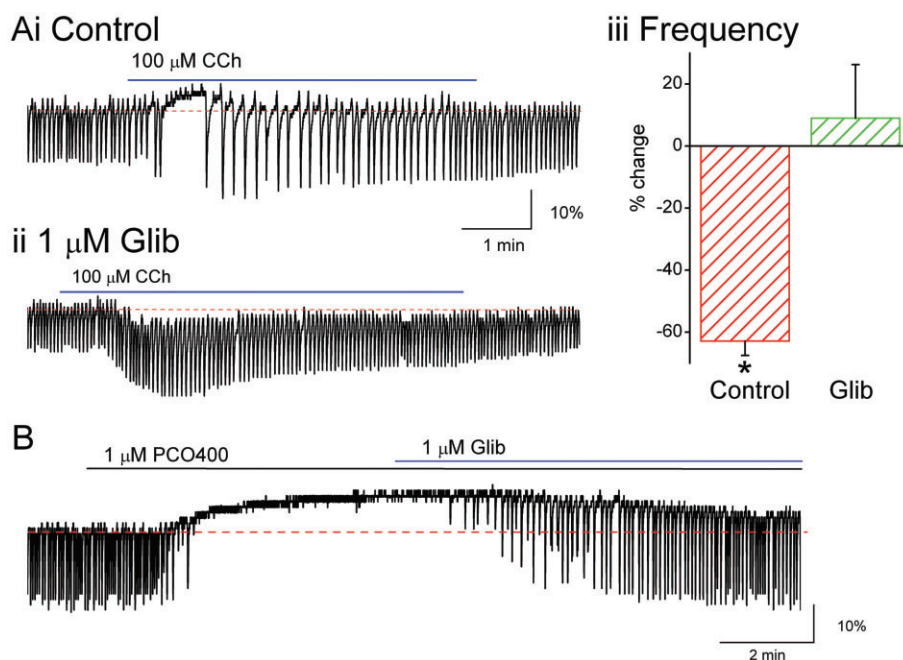 Ai Control
100 μM CCh
10%
1 min
ii 1 μM Glib
100 μM CCh
iii Frequency
% change
20
0
-20
-40
-60
*
Control
Glib
B
1 μM PCO400
1 μM Glib
10%
2 min